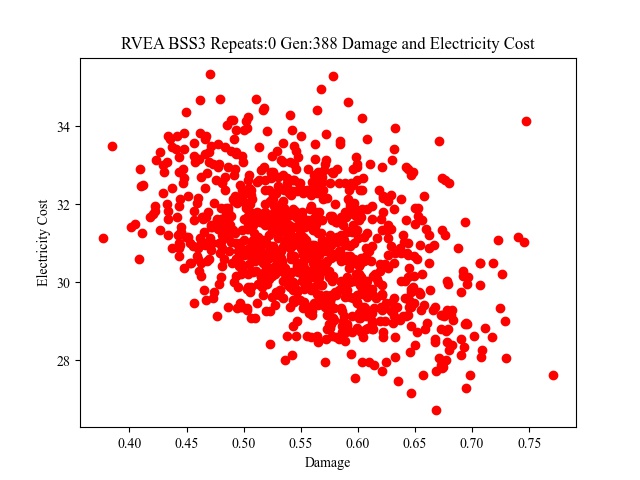 RVEA BSS3 Repeats:0 Gen:388 Damage and Electricity Cost
34
32
30
28
Electricity Cost
0.40 0.45 0.50 0.55 0.60 0.65 0.70 0.75
Damage